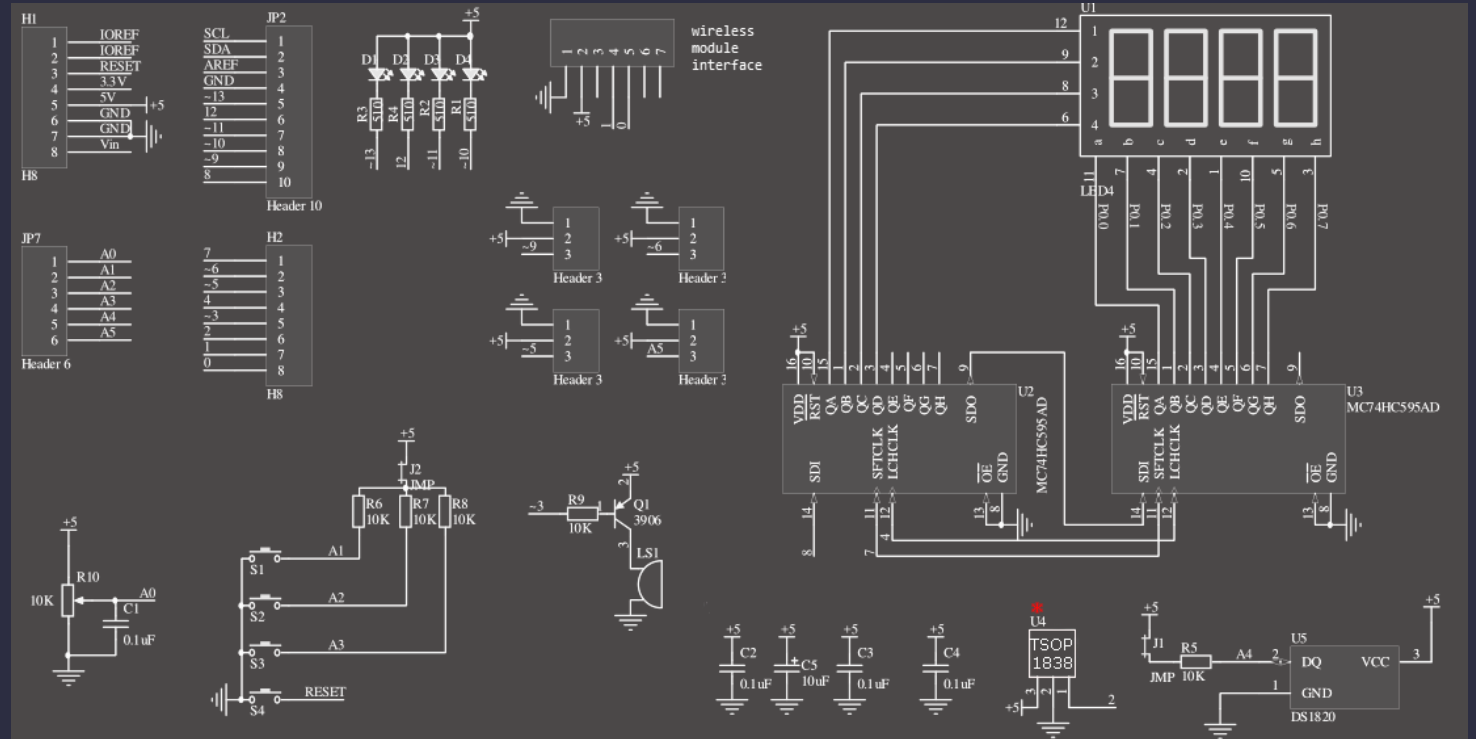 H1
1 IOREF
2 IOREF
3 RESET
4 3.3V
5 5V +5
6 GND
7 GND
8 Vin
H8
JP2
SCL 1
SDA 2
AREF 3
GND 4
~13 5
12 6
~11 7
~10 8
~9 9
8 10
Header 10
+5
D1 D2 D3 D4
R3 R4 R2 R1
510 510 510 510
~13 12 ~11 ~10
1 2 3 4 5 6 7
+5
1 0
wireless
module
interface
U1
12 1
9 2
8 3
6 4
a b c d e f g h
11 7 4 2 1 10 5 3
LED4
P0.0 P0.1 P0.2 P0.3 P0.4 P0.5 P0.6 P0.7
JP7
1 A0
2 A1
3 A2
4 A3
5 A4
6 A5
Header 6
H2
7 1
~6 2
~5 3
4 4
~3 5
2 6
1 7
0 8
H8
1
+5 2
~9 3
Header 3
1
+5 2
~6 3
Header 3
1
+5 2
~5 3
Header 3
1
+5 2
A5 3
Header 3
+5
16 10 15 1 2 3 4 5 6 7 9
VDD RST QA QB QC QD QE QF QG QH SDO
SDI SFTCLK LCHCLK OE GND
14 11 12 13 8
8 7 4
U2
MC74HC595AD
+5
16 10 15 1 2 3 4 5 6 7 9
VDD RST QA QB QC QD QE QF QG QH SDO
SDI SFTCLK LCHCLK OE GND
14 11 12 13 8
U3
MC74HC595AD
+5
R10
10K
A0
C1
0.1uF
+5
J2
JMP
R6
10K
R7
10K
R8
10K
S1 A1
S2 A2
S3 A3
S4 RESET
+5
2
~3 R9 1
10K
Q1
3906
3
LS1
+5
C2
0.1uF
+5
+
C5
10uF
+5
C3
0.1uF
+5
C4
0.1uF
U4
TSOP
1838
3 2 1
+5 2
+5
J1
JMP
R5
10K
A4
U5
2 DQ VCC 3
1 GND
DS1820
+5